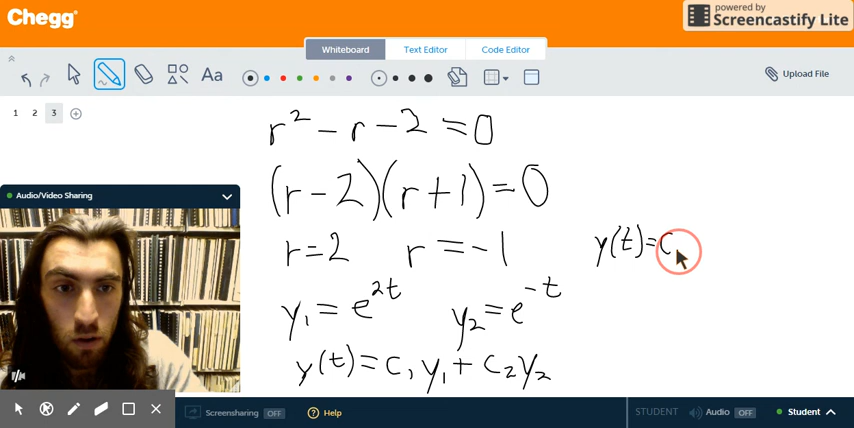 Chegg®
powered by
Screencastify Lite
Whiteboard Text Editor Code Editor
Aa
Upload File
1 2 3
Audio/Video Sharing
r² - r - 2 = 0
(r - 2)(r + 1) = 0
r = 2 r = -1
y(t) = c
y₁ = e^2t y₂ = e^-t
y(t) = c₁y₁ + c₂y₂
Screensharing OFF
Help
STUDENT Audio OFF
Student